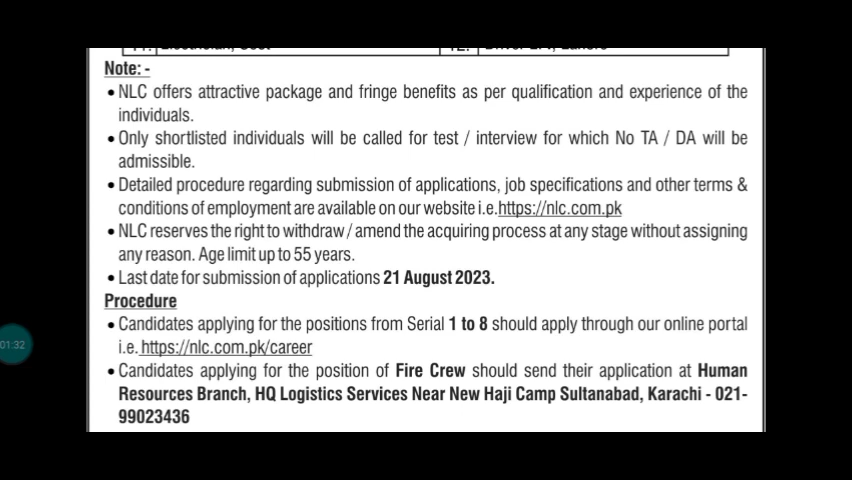 Note: -
• NLC offers attractive package and fringe benefits as per qualification and experience of the
individuals.
• Only shortlisted individuals will be called for test / interview for which No TA / DA will be
admissible.
• Detailed procedure regarding submission of applications, job specifications and other terms &
conditions of employment are available on our website i.e.https://nlc.com.pk
• NLC reserves the right to withdraw / amend the acquiring process at any stage without assigning
any reason. Age limit up to 55 years.
• Last date for submission of applications 21 August 2023.
Procedure
• Candidates applying for the positions from Serial 1 to 8 should apply through our online portal
i.e. https://nlc.com.pk/career
01:32
• Candidates applying for the position of Fire Crew should send their application at Human
Resources Branch, HQ Logistics Services Near New Haji Camp Sultanabad, Karachi - 021-
99023436